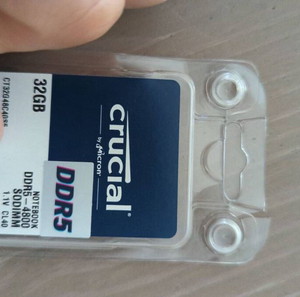 crucial
by Micron
DDR5
32GB
NOTEBOOK
DDR5-4800
SODIMM
1.1V CL40